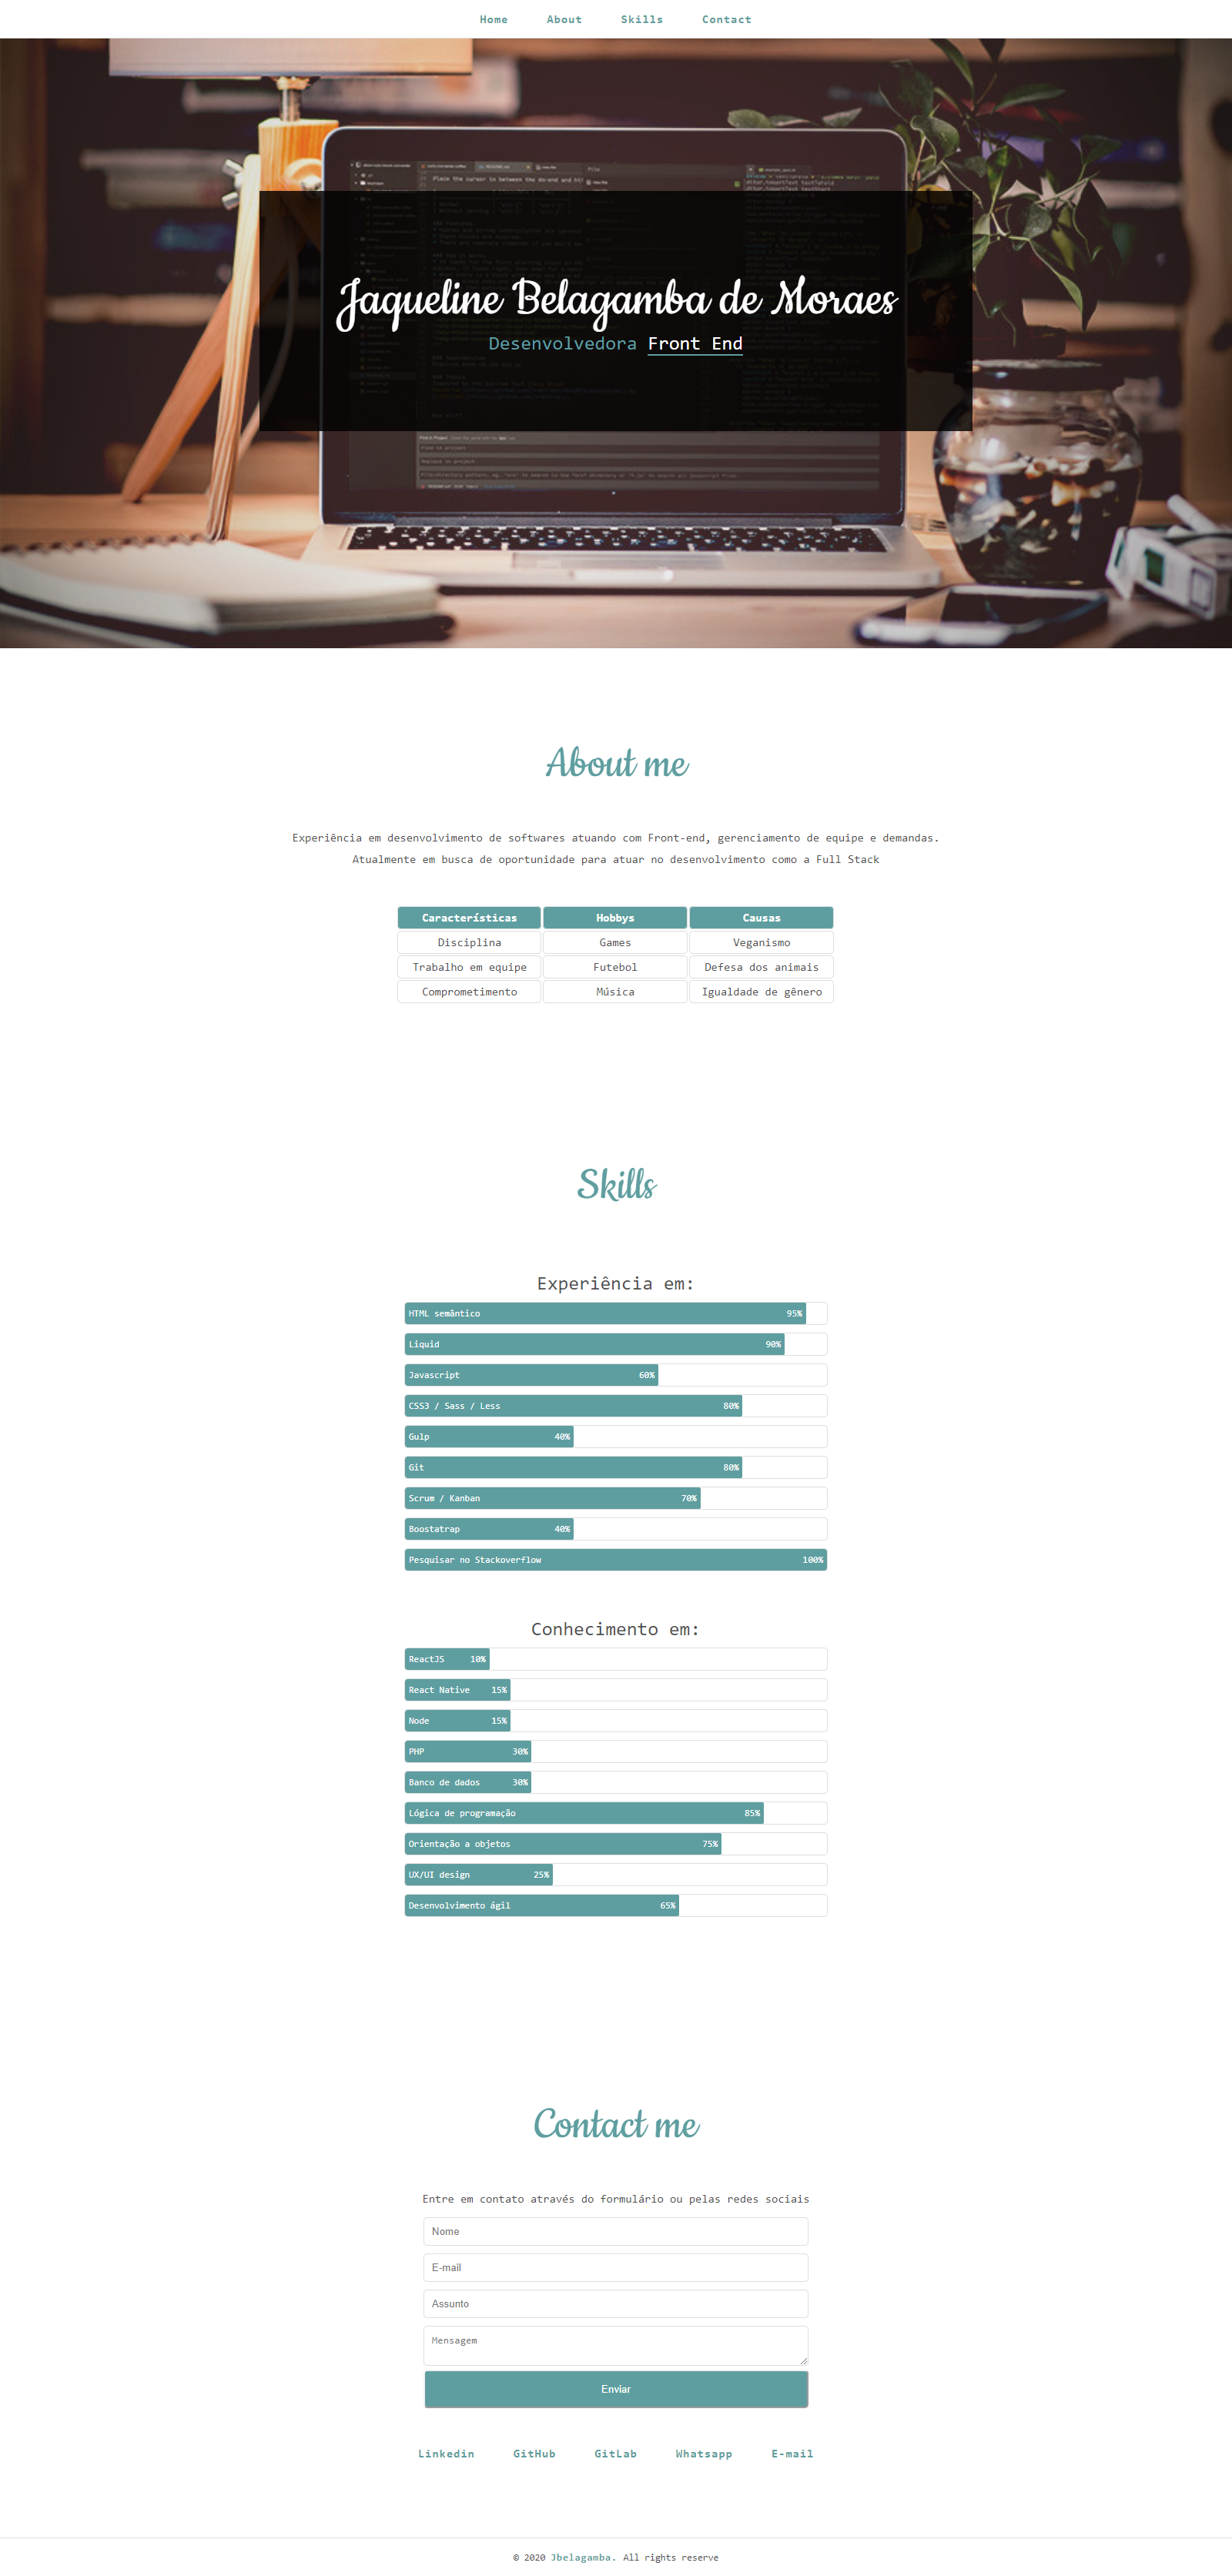 Home About Skills Contact
Jaqueline Belagamba de Moraes
Desenvolvedora Front End
About me
Experiência em desenvolvimento de softwares atuando com Front-end, gerenciamento de equipe e demandas.
Atualmente em busca de oportunidade para atuar no desenvolvimento como a Full Stack
Características Hobbys Causas
Disciplina Games Veganismo
Trabalho em equipe Futebol Defesa dos animais
Comprometimento Música Igualdade de gênero
Skills
Experiência em:
HTML semântico 95%
Liquid 90%
Javascript 60%
CSS3 / Sass / Less 80%
Gulp 40%
Git 80%
Scrum / Kanban 70%
Boostatrap 40%
Pesquisar no Stackoverflow 100%
Conhecimento em:
ReactJS 10%
React Native 15%
Node 15%
PHP 30%
Banco de dados 30%
Lógica de programação 85%
Orientação a objetos 75%
UX/UI design 25%
Desenvolvimento ágil 65%
Contact me
Entre em contato através do formulário ou pelas redes sociais
Nome
E-mail
Assunto
Mensagem
Enviar
Linkedin GitHub GitLab Whatsapp E-mail
© 2020 Jbelagamba. All rights reserve